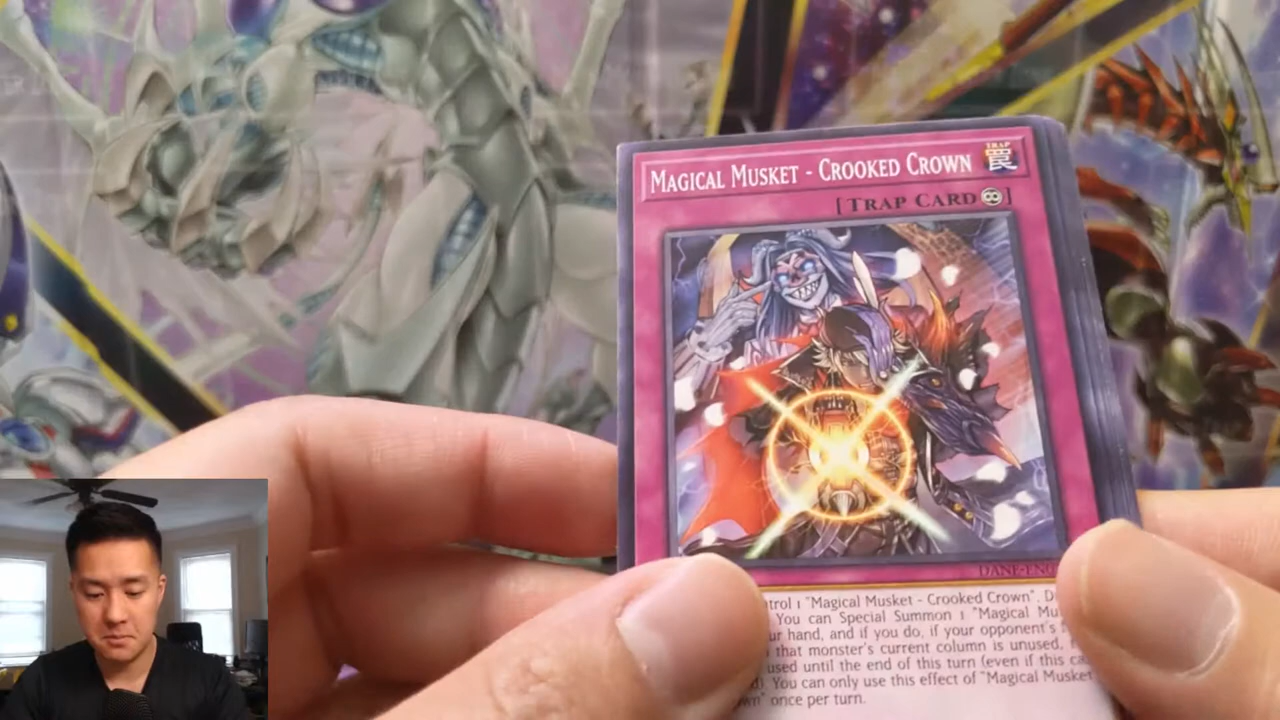 MAGICAL MUSKET - CROOKED CROWN
TRAP
罠
[TRAP CARD ]
DANE-EN0
trol 1 "Magical Musket - Crooked Crown". D
You can Special Summon 1 "Magical Mu
ur hand, and if you do, if your opponent's
that monster's current column is unused,
used until the end of this turn (even if this ca
You can only use this effect of "Magical Musket
wn" once per turn.